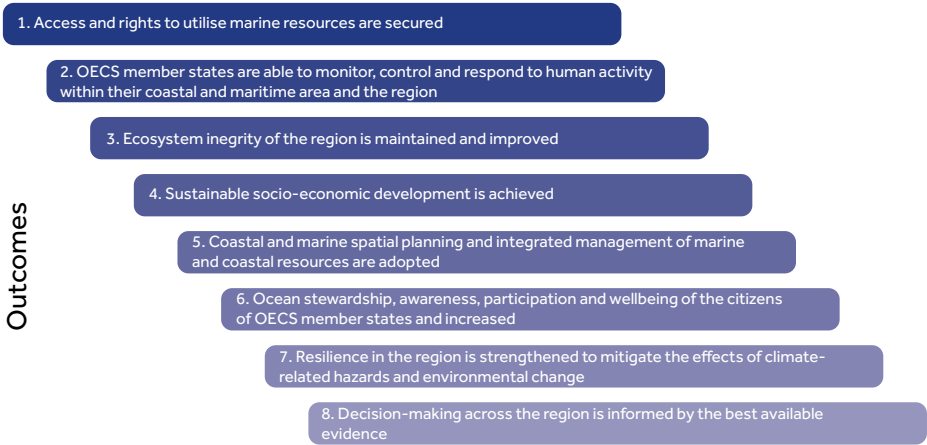 1. Access and rights to utilise marine resources are secured
2. OECS member states are able to monitor, control and respond to human activity
within their coastal and maritime area and the region
3. Ecosystem inegrity of the region is maintained and improved
4. Sustainable socio-economic development is achieved
5. Coastal and marine spatial planning and integrated management of marine
and coastal resources are adopted
6. Ocean stewardship, awareness, participation and wellbeing of the citizens
of OECS member states and increased
7. Resilience in the region is strengthened to mitigate the effects of climate-
related hazards and environmental change
8. Decision-making across the region is informed by the best available
evidence
Outcomes